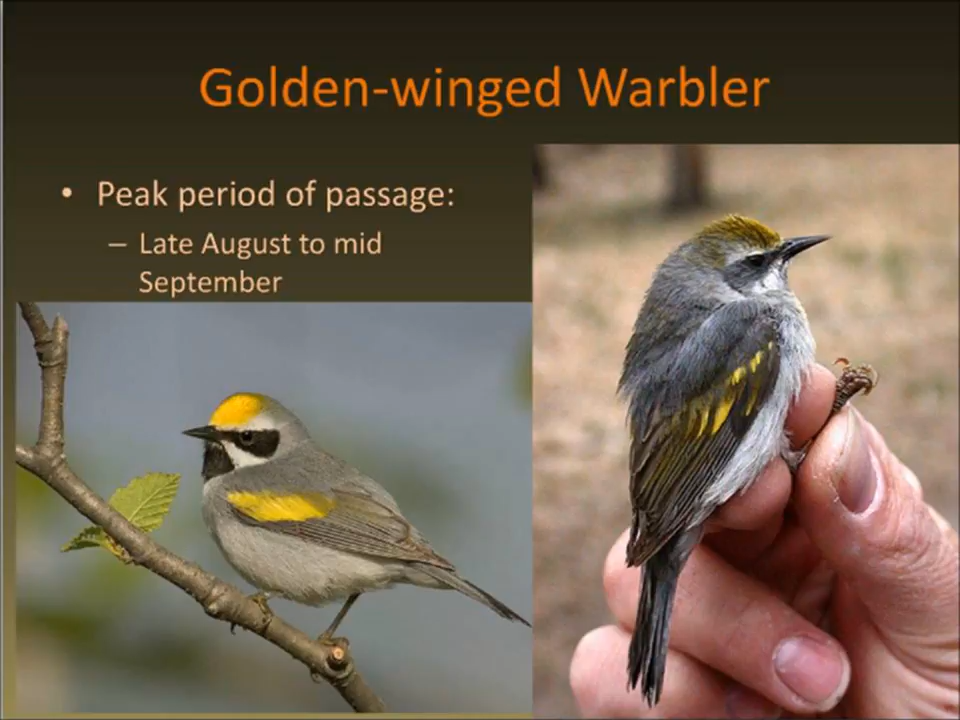 Golden-winged Warbler
• Peak period of passage:
– Late August to mid
September